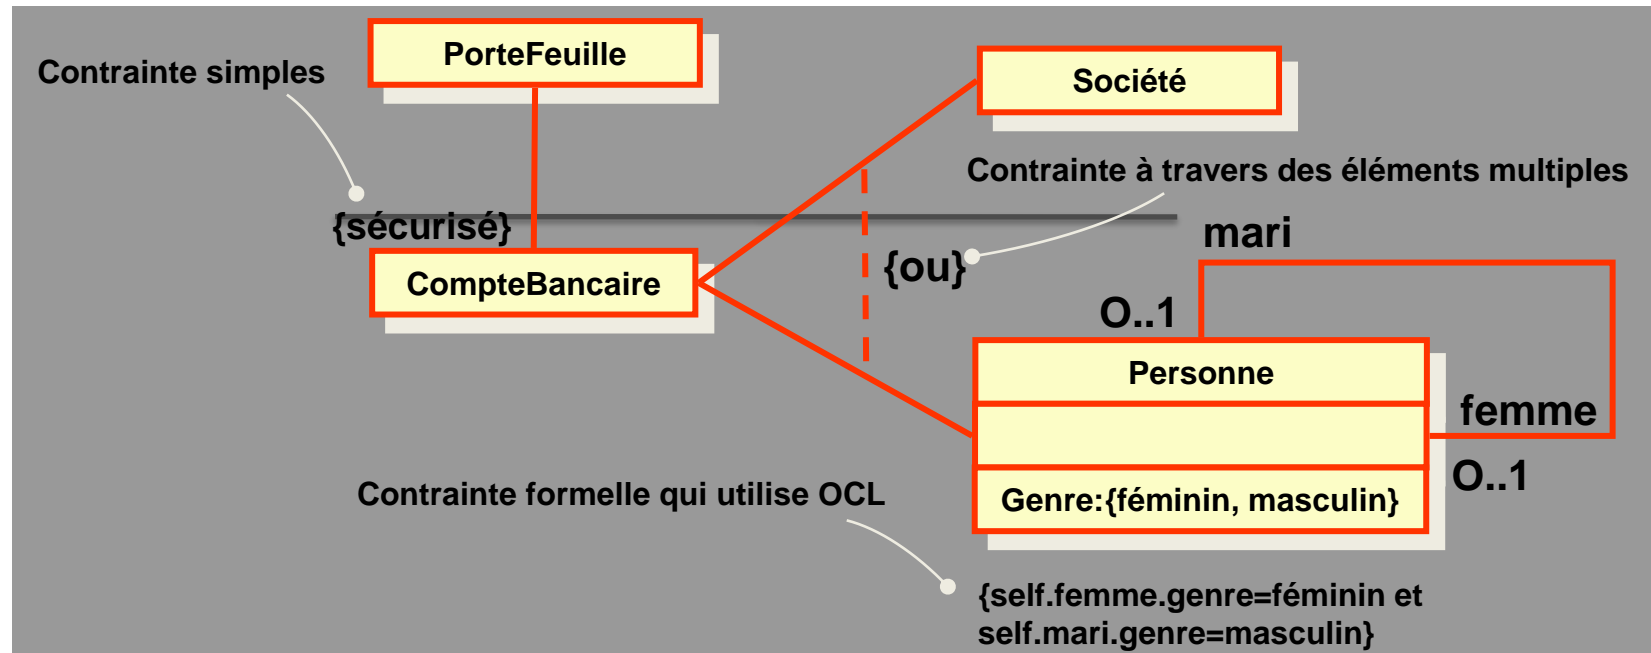 PorteFeuille
Contrainte simples
Société
Contrainte à travers des éléments multiples
{sécurisé}
mari
{ou}
CompteBancaire
O..1
Personne
femme
O..1
Contrainte formelle qui utilise OCL
Genre:{féminin, masculin}
{self.femme.genre=féminin et
self.mari.genre=masculin}